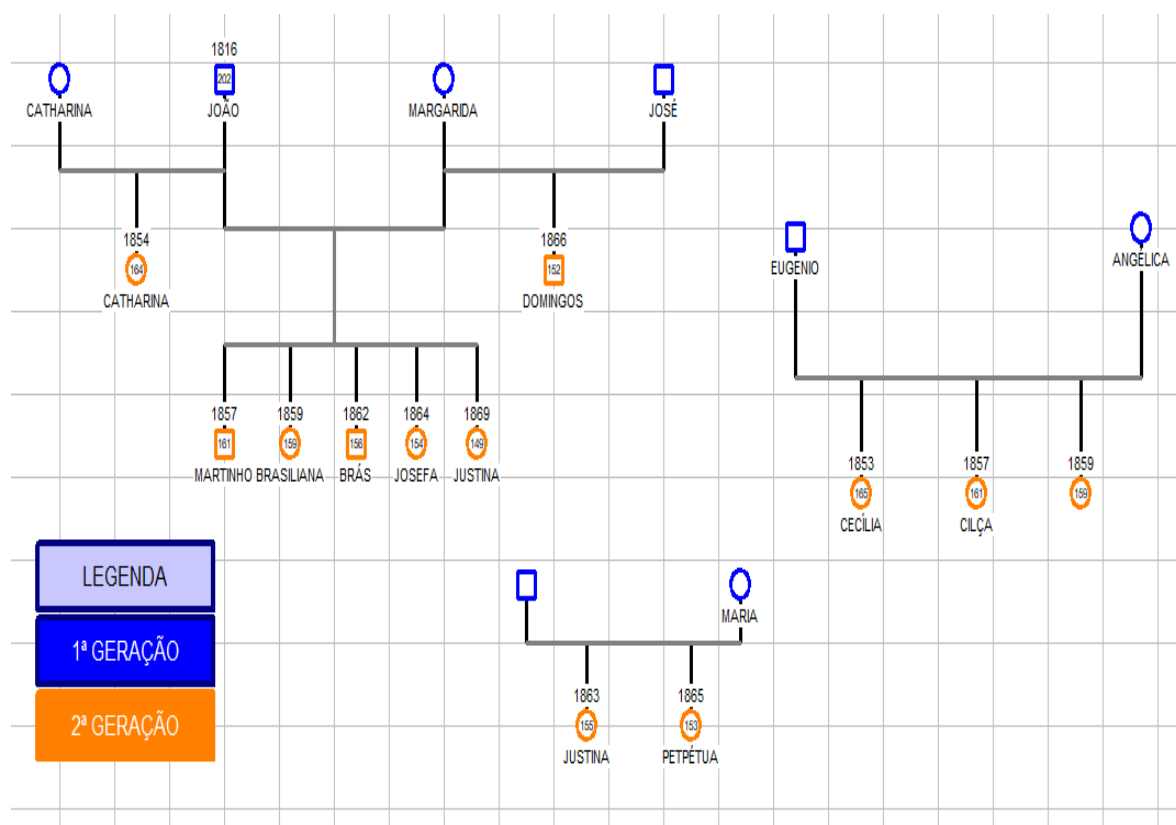 1816
202
CATHARINA
JOÃO
MARGARIDA
JOSÉ
1854
164
CATHARINA
1866
152
DOMINGOS
EUGENIO
ANGÉLICA
1857
1859
1862
1864
1869
161
159
156
154
149
MARTINHO
BRASILIANA
BRÁS
JOSEFA
JUSTINA
1853
1857
1859
165
161
159
CECÍLIA
CILÇA
LEGENDA
1ª GERAÇÃO
2ª GERAÇÃO
MARIA
1863
1865
155
153
JUSTINA
PETPÉTUA